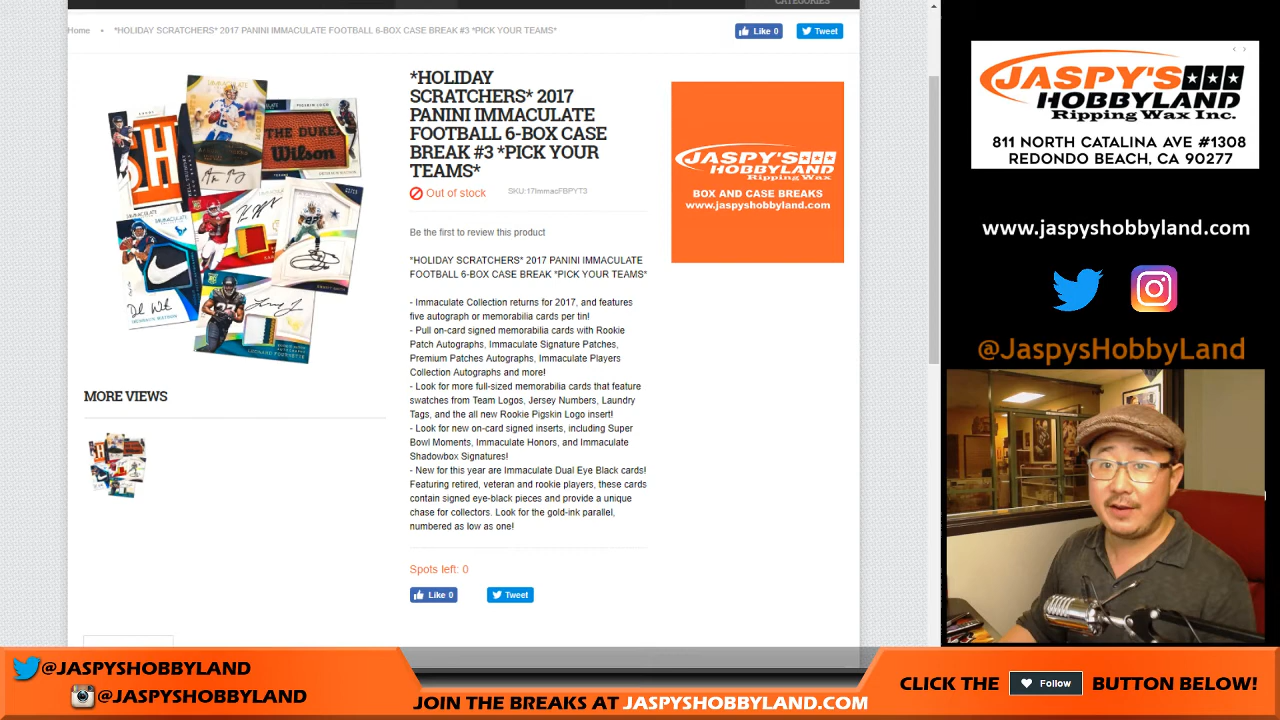 CATEGORIES
Home • *HOLIDAY SCRATCHERS* 2017 PANINI IMMACULATE FOOTBALL 6-BOX CASE BREAK #3 *PICK YOUR TEAMS*
Like 0
Tweet
*HOLIDAY
SCRATCHERS* 2017
PANINI IMMACULATE
FOOTBALL 6-BOX CASE
BREAK #3 *PICK YOUR
TEAMS*
Out of stock
SKU:17ImmacFBPYT3
Be the first to review this product
*HOLIDAY SCRATCHERS* 2017 PANINI IMMACULATE
FOOTBALL 6-BOX CASE BREAK *PICK YOUR TEAMS*
- Immaculate Collection returns for 2017, and features
five autograph or memorabilia cards per tin!
- Pull on-card signed memorabilia cards with Rookie
Patch Autographs, Immaculate Signature Patches,
Premium Patches Autographs, Immaculate Players
Collection Autographs and more!
- Look for more full-sized memorabilia cards that feature
swatches from Team Logos, Jersey Numbers, Laundry
Tags, and the all new Rookie Pigskin Logo insert!
- Look for new on-card signed inserts, including Super
Bowl Moments, Immaculate Honors, and Immaculate
Shadowbox Signatures!
- New for this year are Immaculate Dual Eye Black cards!
Featuring retired, veteran and rookie players, these cards
contain signed eye-black pieces and provide a unique
chase for collectors. Look for the gold-ink parallel,
numbered as low as one!
Spots left: 0
Like 0
Tweet
THE DUKE
Wilson
MORE VIEWS
JASPY'S
HOBBYLAND
Ripping Wax
BOX AND CASE BREAKS
www.jaspyshobbyland.com
JASPY'S
HOBBYLAND
Ripping Wax Inc.
811 NORTH CATALINA AVE #1308
REDONDO BEACH, CA 90277
www.jaspyshobbyland.com
@JaspysHobbyLand
@JASPYSHOBBYLAND
@JASPYSHOBBYLAND
JOIN THE BREAKS AT JASPYSHOBBYLAND.COM
CLICK THE Follow BUTTON BELOW!